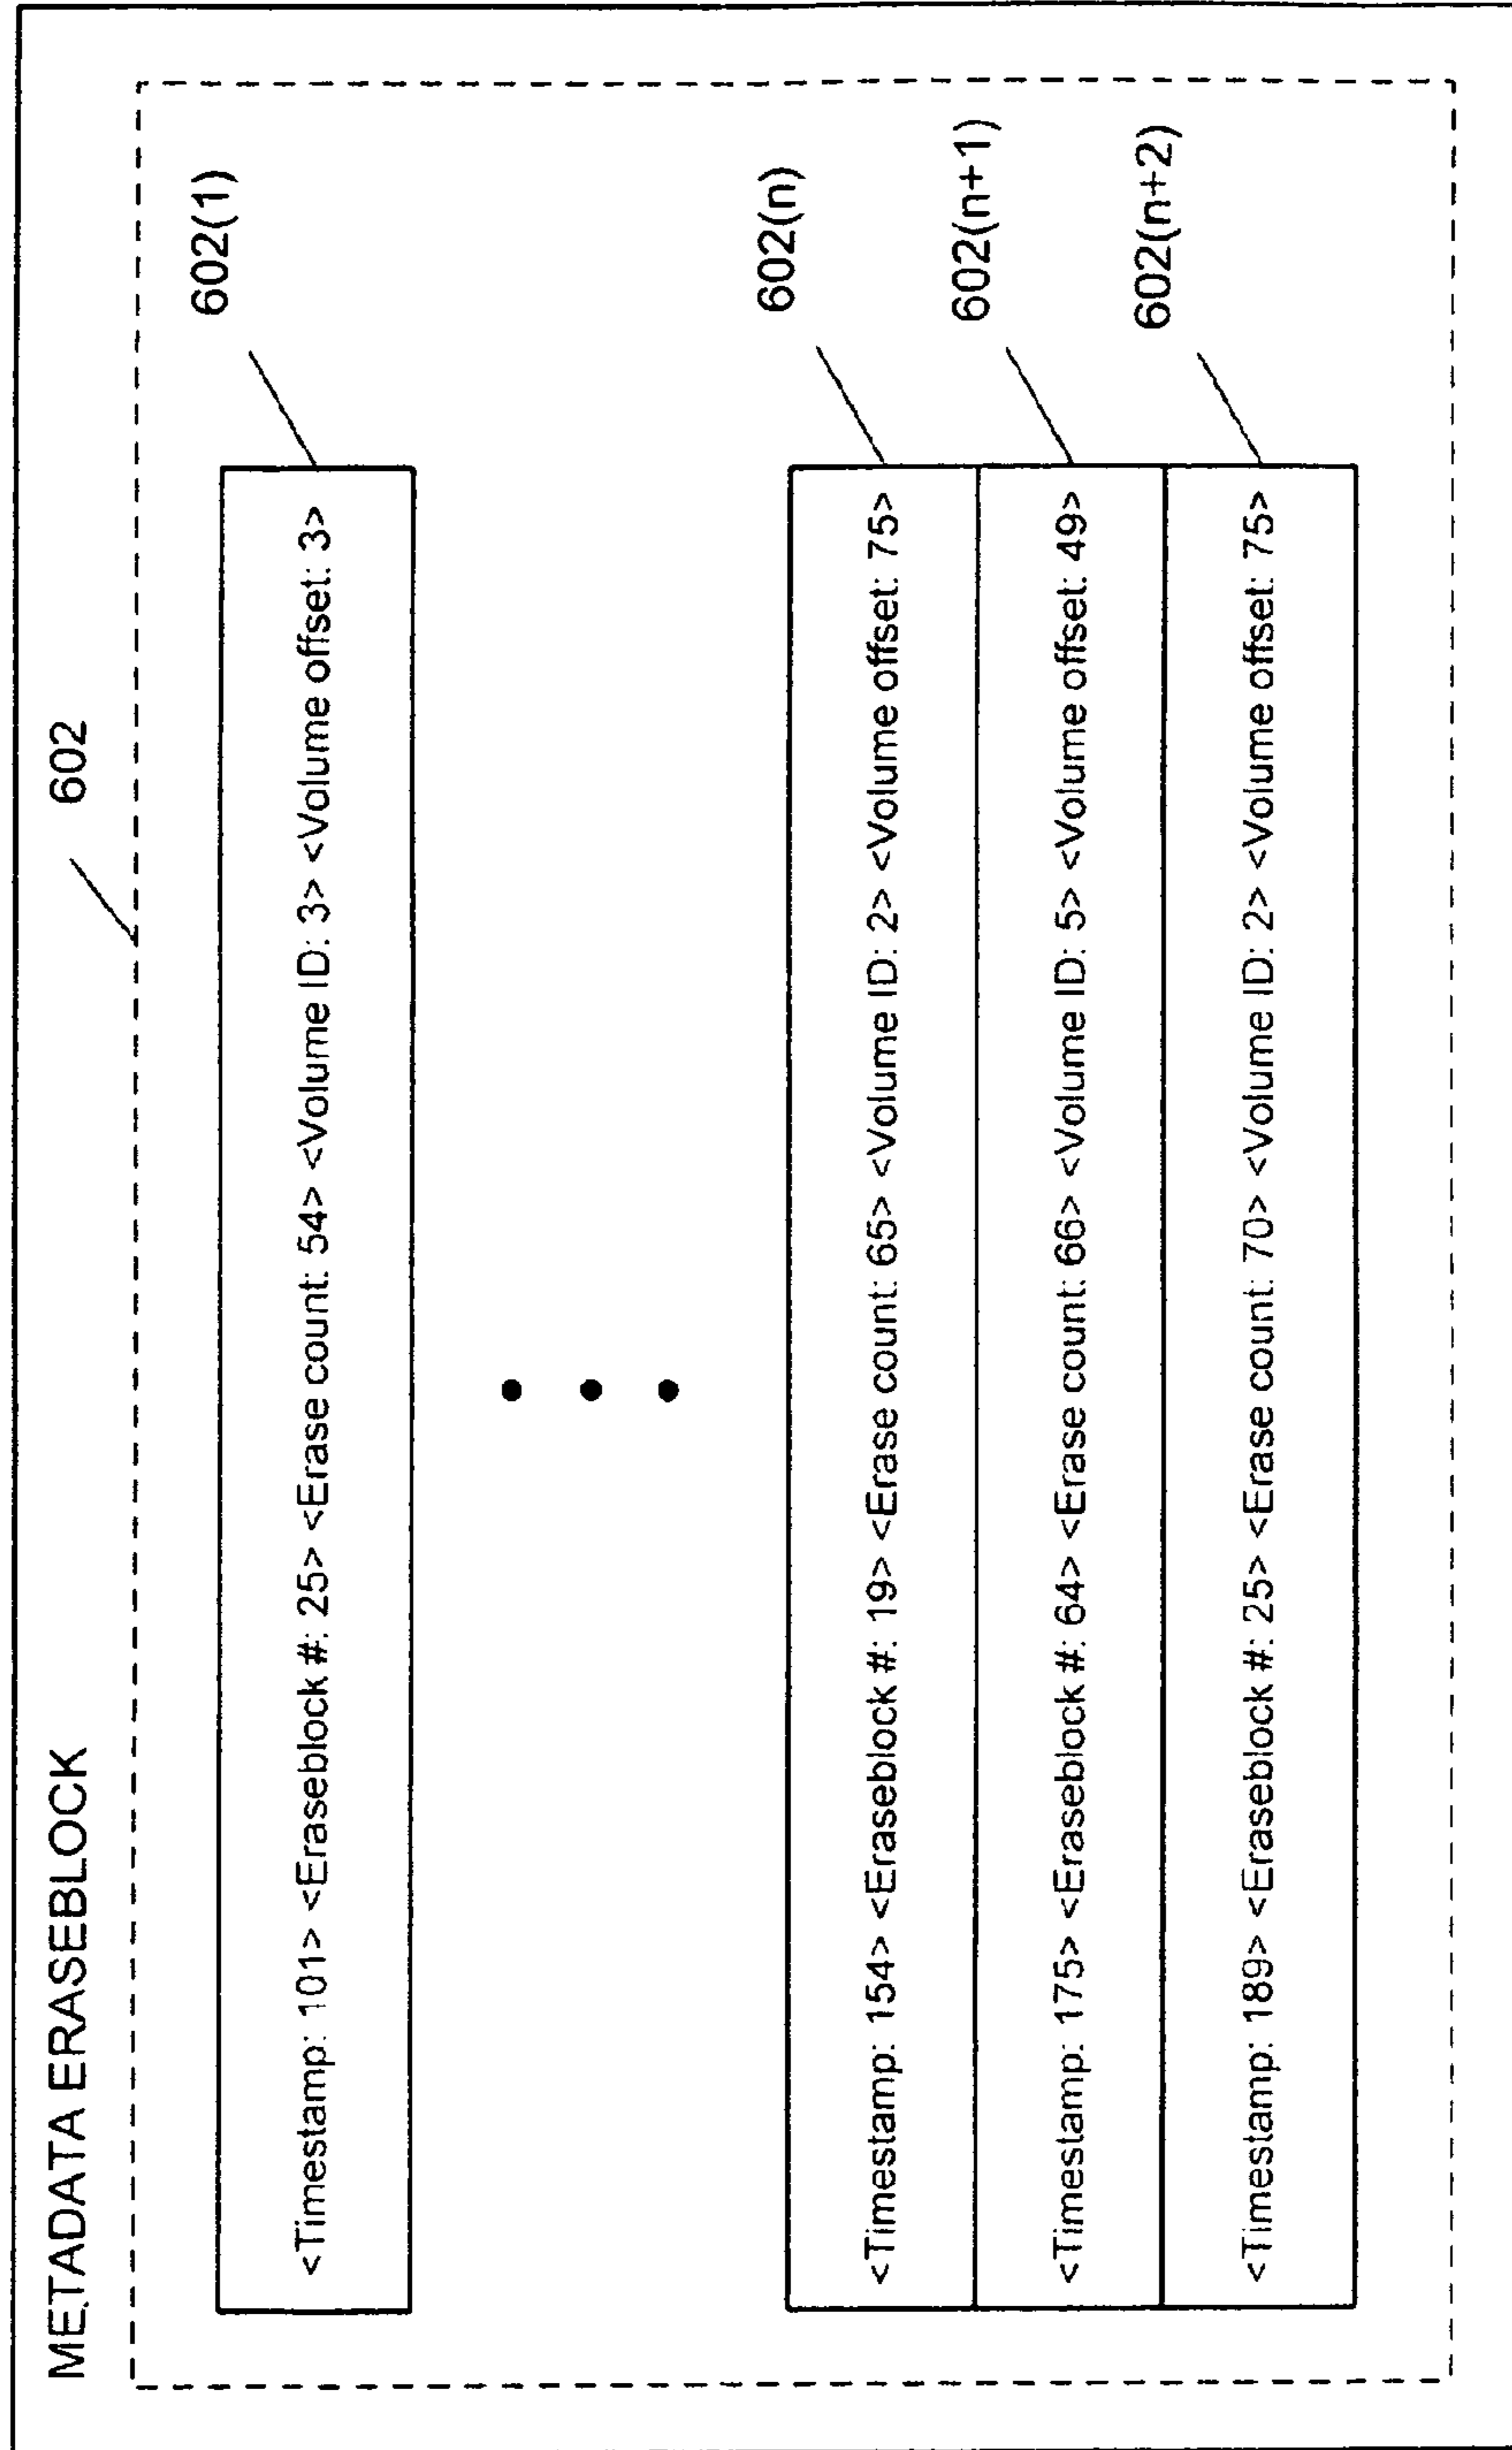 METADATA ERASEBLOCK
602
<Timestamp: 101> <Eraseblock #: 25> <Erase count: 54> <Volume ID: 3> <Volume offset: 3>
602(1)
<Timestamp: 154> <Eraseblock #: 19> <Erase count: 65> <Volume ID: 2> <Volume offset: 75>
602(n)
<Timestamp: 175> <Eraseblock #: 64> <Erase count: 66> <Volume ID: 5> <Volume offset: 49>
602(n+1)
<Timestamp: 189> <Eraseblock #: 25> <Erase count: 70> <Volume ID: 2> <Volume offset: 75>
602(n+2)